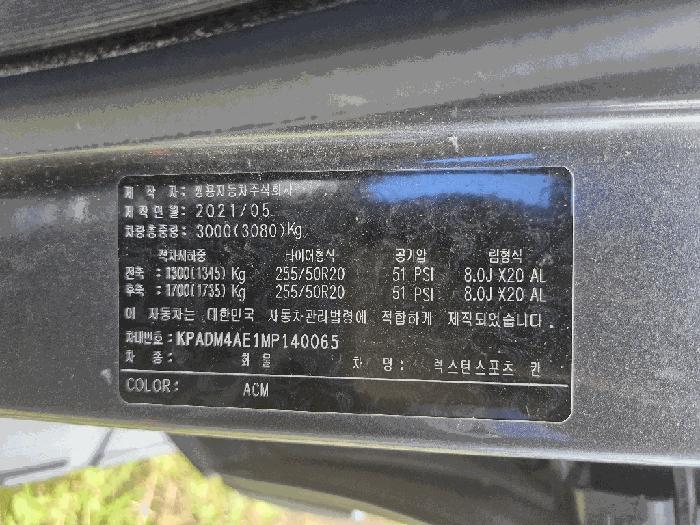 제 작 자: 쌍용자동차주식회사
제작연월: 2021/05
차량총중량: 3000(3080)Kg
적차시하중 타이어형식 공기압 림형식
전축 : 1300(1345) Kg 255/50R20 51 PSI 8.0J X20 AL
후축 : 1700(1735) Kg 255/50R20 51 PSI 8.0J X20 AL
이 자동차는 대한민국 자동차관리법령에 적합하게 제작되었습니다.
차대번호: KPADM4AE1MP140065
차 종: 화물 차 명: 렉스턴스포츠 칸
COLOR: ACM